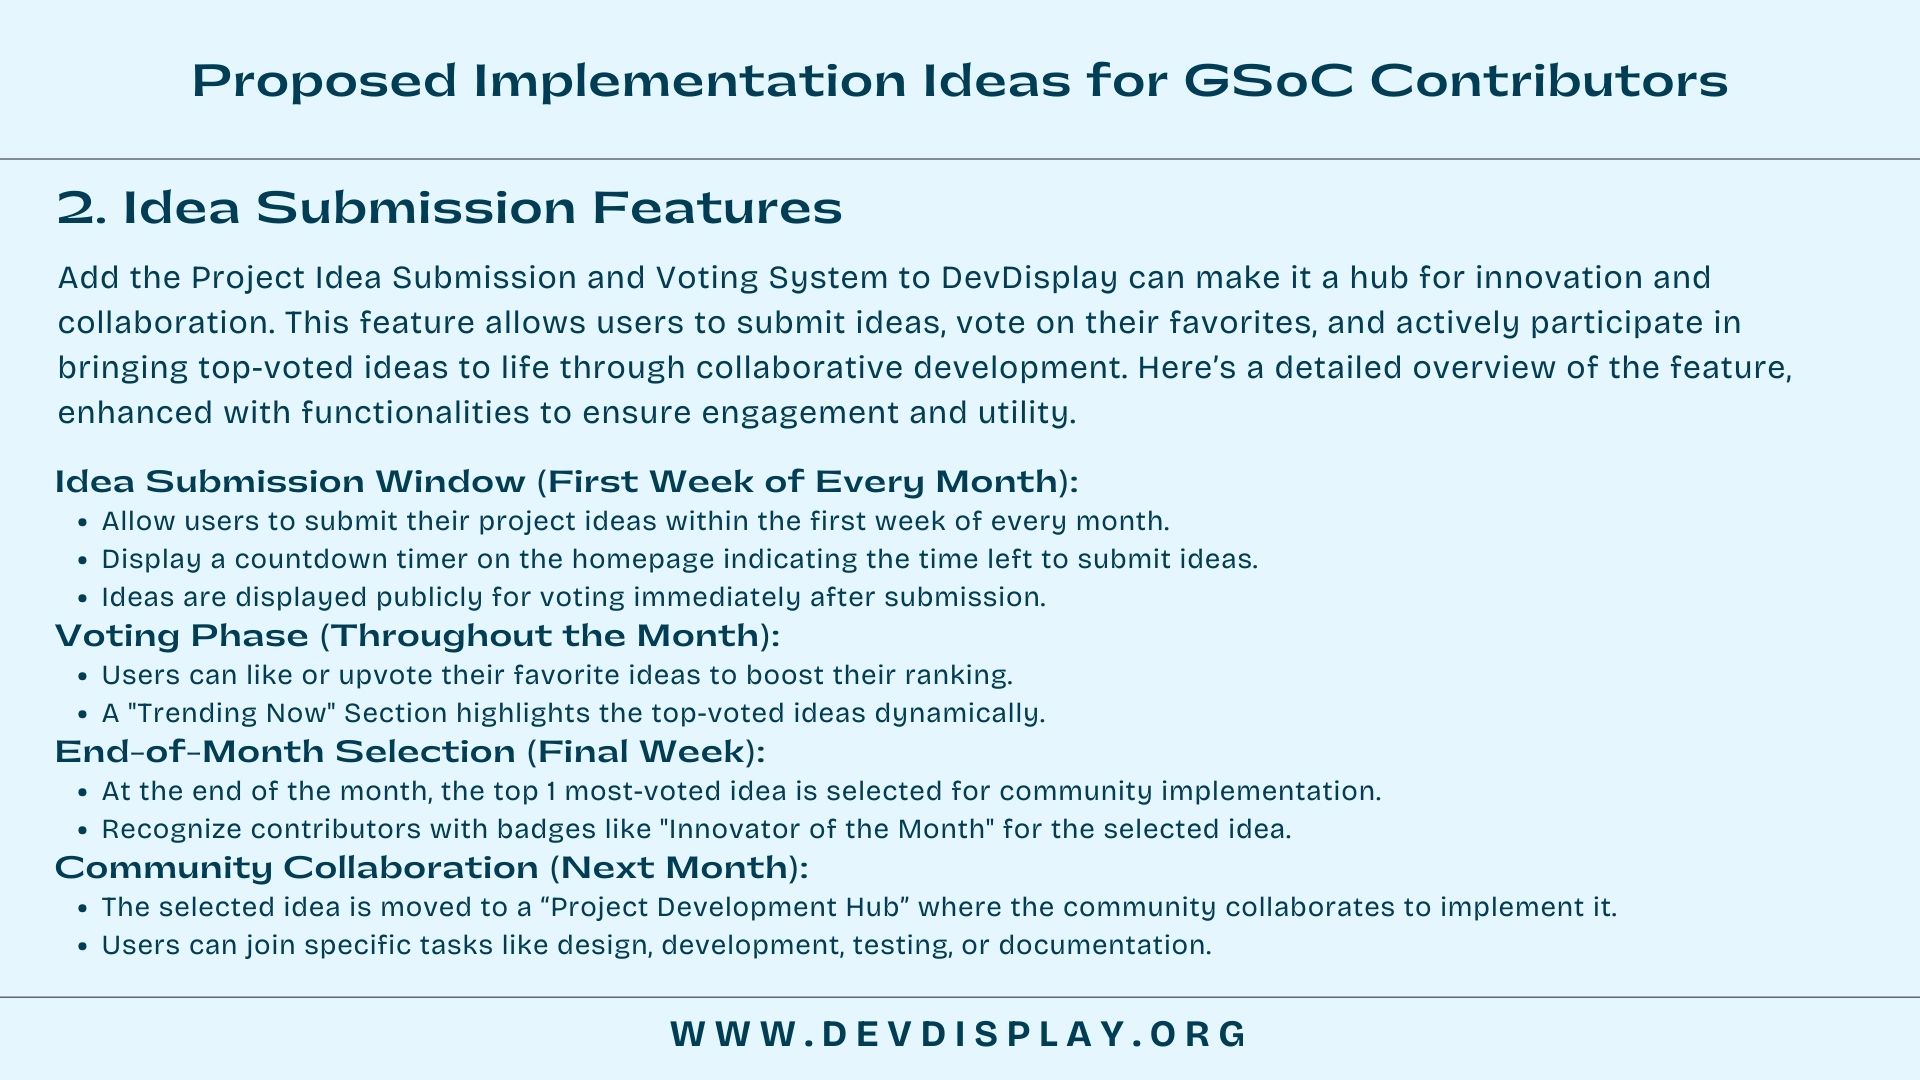 Proposed Implementation Ideas for GSoC Contributors
2. Idea Submission Features
Add the Project Idea Submission and Voting System to DevDisplay can make it a hub for innovation and
collaboration. This feature allows users to submit ideas, vote on their favorites, and actively participate in
bringing top-voted ideas to life through collaborative development. Here’s a detailed overview of the feature,
enhanced with functionalities to ensure engagement and utility.
Idea Submission Window (First Week of Every Month):
• Allow users to submit their project ideas within the first week of every month.
• Display a countdown timer on the homepage indicating the time left to submit ideas.
• Ideas are displayed publicly for voting immediately after submission.
Voting Phase (Throughout the Month):
• Users can like or upvote their favorite ideas to boost their ranking.
• A "Trending Now" Section highlights the top-voted ideas dynamically.
End-of-Month Selection (Final Week):
• At the end of the month, the top 1 most-voted idea is selected for community implementation.
• Recognize contributors with badges like "Innovator of the Month" for the selected idea.
Community Collaboration (Next Month):
• The selected idea is moved to a “Project Development Hub” where the community collaborates to implement it.
• Users can join specific tasks like design, development, testing, or documentation.
WWW.DEVDISPLAY.ORG